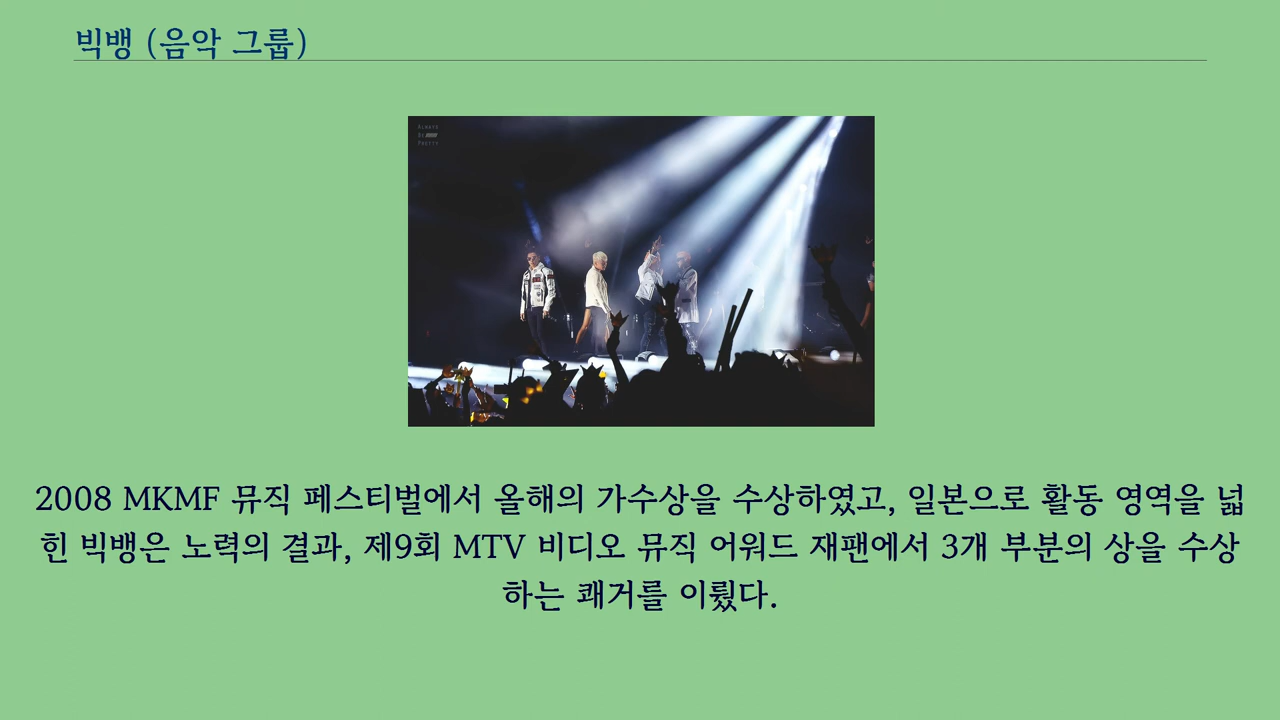 빅뱅 (음악 그룹)
ALWAYS
BE
PRETTY
2008 MKMF 뮤직 페스티벌에서 올해의 가수상을 수상하였고, 일본으로 활동 영역을 넓
힌 빅뱅은 노력의 결과, 제9회 MTV 비디오 뮤직 어워드 재팬에서 3개 부분의 상을 수상
하는 쾌거를 이뤘다.